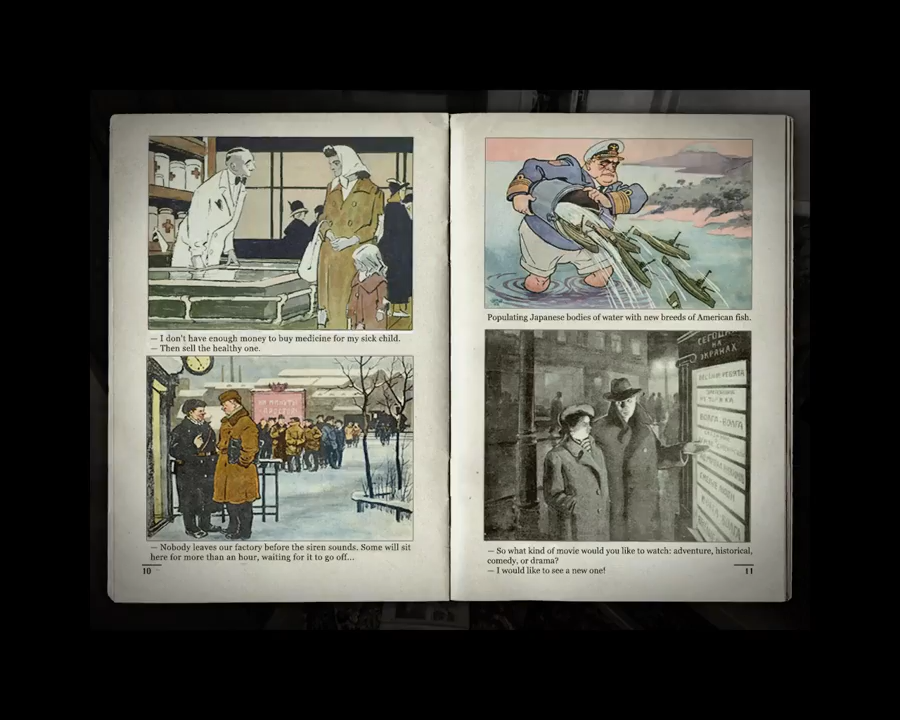 — I don't have enough money to buy medicine for my sick child.
— Then sell the healthy one.
— Nobody leaves our factory before the siren sounds. Some will sit
here for more than an hour, waiting for it to go off...
10
Populating Japanese bodies of water with new breeds of American fish.
СЕГОДНЯ
НА
ЭКРАНАХ
ВОЛГА-ВОЛГА
— So what kind of movie would you like to watch: adventure, historical,
comedy, or drama?
— I would like to see a new one!
11